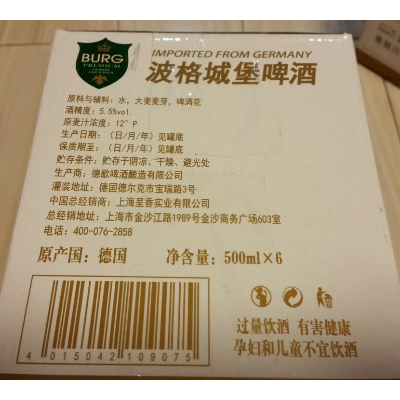 BURG
PREMIUM
IMPORTED FROM GERMANY
波格城堡啤酒
原料与辅料：水，大麦麦芽，啤酒花
酒精度：5.5%vol.
原麦汁浓度：12°P
生产日期：（日/月/年）见罐底
保质期至：（日/月/年）见罐底
贮存条件：贮存于阴凉、干燥、避光处
生产商：德歔啤酒酿造有限公司
灌装地址：德国德尔克市宝瑞路3号
中国总经销商：上海呈香实业有限公司
总经销地址：上海市金沙江路1989号金沙商务广场603室
电话：400-076-2858
原产国：德国 净含量：500ml×6
4 015042 109075
过量饮酒 有害健康
孕妇和儿童不宜饮酒